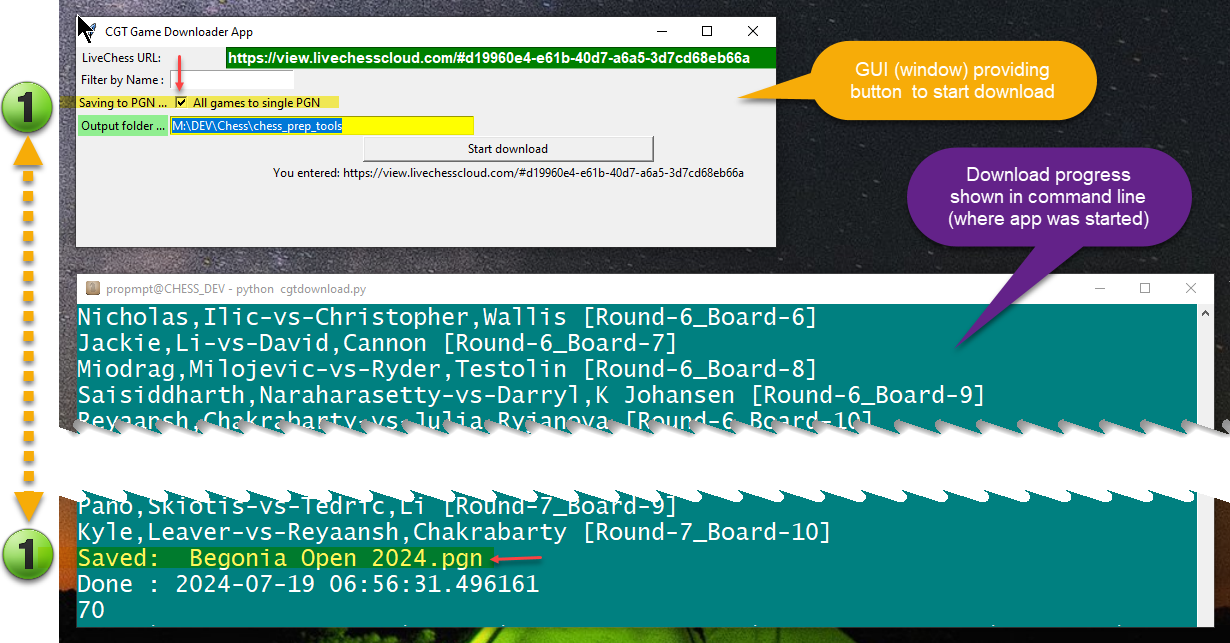 CGT Game Downloader App
LiveChess URL:
https://view.livechesscloud.com/#d19960e4-e61b-40d7-a6a5-3d7cd68eb66a
Filter by Name :
Saving to PGN ... All games to single PGN
Output folder ... M:\DEV\Chess\chess_prep_tools
Start download
You entered: https://view.livechesscloud.com/#d19960e4-e61b-40d7-a6a5-3d7cd68eb66a
1
GUI (window) providing
button to start download
Download progress
shown in command line
(where app was started)
propmpt@CHESS_DEV - python cgtdownload.py
Nicholas,Ilic-vs-Christopher,Wallis [Round-6_Board-6]
Jackie,Li-vs-David,Cannon [Round-6_Board-7]
Miodrag,Milojevic-vs-Ryder,Testolin [Round-6_Board-8]
Saisiddharth,Naraharasetty-vs-Darryl,K Johansen [Round-6_Board-9]
Reyaansh,Chakrabarty-vs-Julia,Ryjanova [Round-6_Board-10]
Pano,Skiotis-vs-Tedric,Li [Round-7_Board-9]
Kyle,Leaver-vs-Reyaansh,Chakrabarty [Round-7_Board-10]
Saved: Begonia Open 2024.pgn
Done : 2024-07-19 06:56:31.496161
70
1